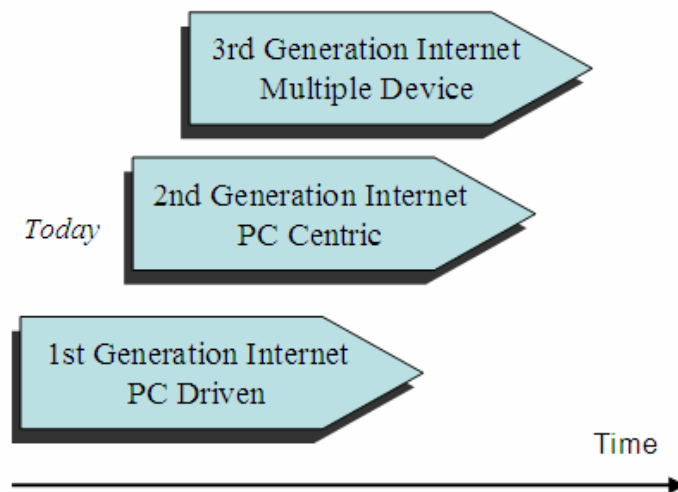 3rd Generation Internet
Multiple Device
2nd Generation Internet
PC Centric
Today
1st Generation Internet
PC Driven
Time